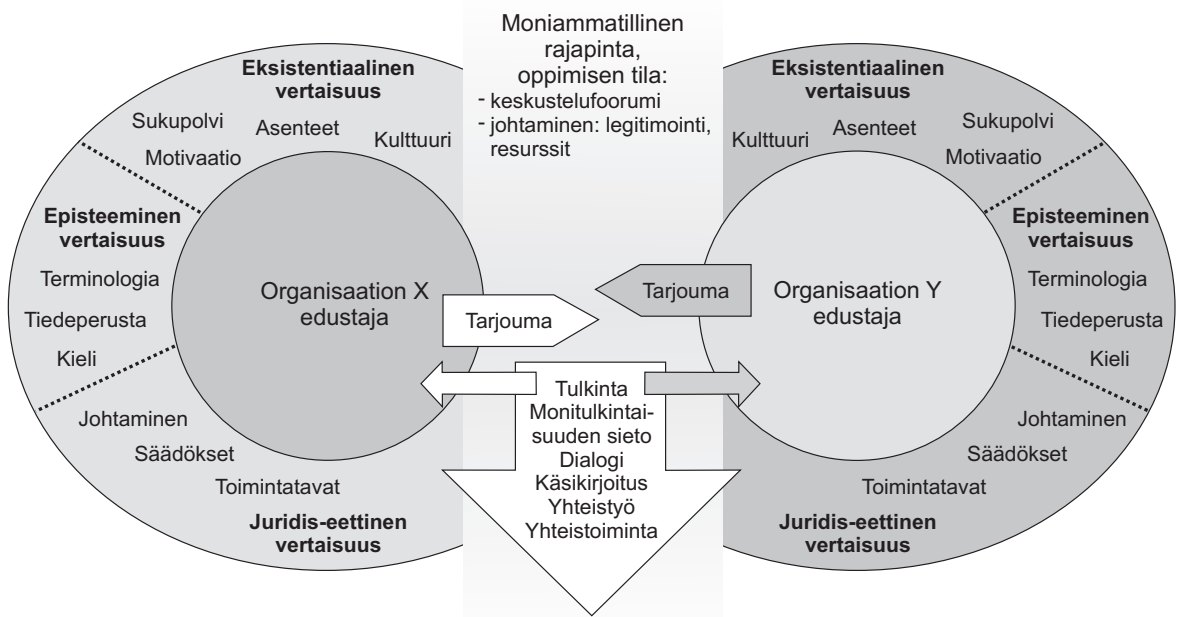 Moniammatillinen
rajapinta,
oppimisen tila:
- keskustelufoorumi
- johtaminen: legitimointi,
resurssit
Eksistentiaalinen
vertaisuus
Sukupolvi
Asenteet
Kulttuuri
Motivaatio
Episteeminen
vertaisuus
Terminologia
Tiedeperusta
Kieli
Johtaminen
Säädökset
Toimintatavat
Juridis-eettinen
vertaisuus
Organisaation X
edustaja
Tarjouma
Tarjouma
Tulkinta
Monitulkintai-
suuden sieto
Dialogi
Käsikirjoitus
Yhteistyö
Yhteistoiminta
Organisaation Y
edustaja
Eksistentiaalinen
vertaisuus
Kulttuuri
Asenteet
Sukupolvi
Motivaatio
Episteeminen
vertaisuus
Terminologia
Tiedeperusta
Kieli
Johtaminen
Säädökset
Toimintatavat
Juridis-eettinen
vertaisuus